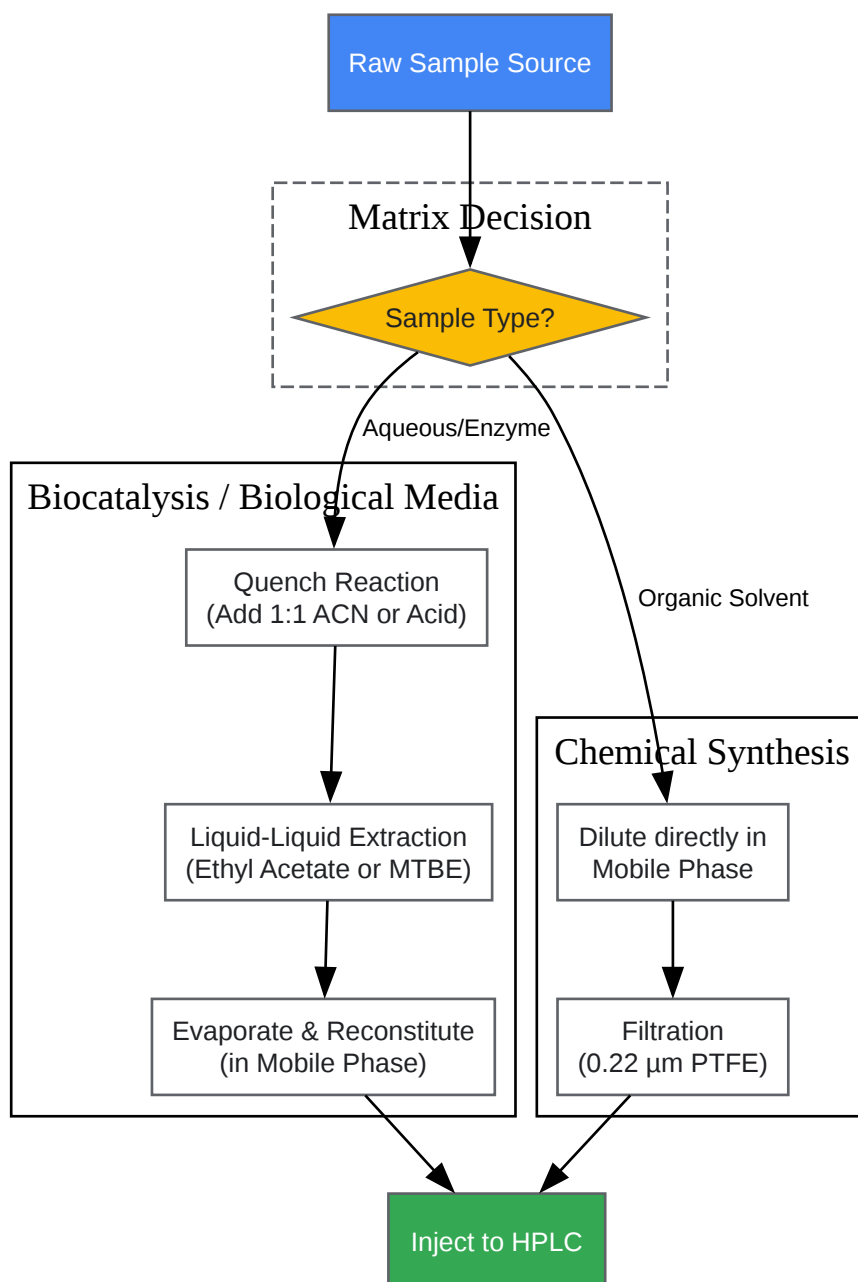 Raw Sample Source
Matrix Decision
Sample Type?
Aqueous/Enzyme
Biocatalysis / Biological Media
Quench Reaction
(Add 1:1 ACN or Acid)
Organic Solvent
Liquid-Liquid Extraction
(Ethyl Acetate or MTBE)
Evaporate & Reconstitute
(in Mobile Phase)
Chemical Synthesis
Dilute directly in
Mobile Phase
Filtration
(0.22 µm PTFE)
Inject to HPLC